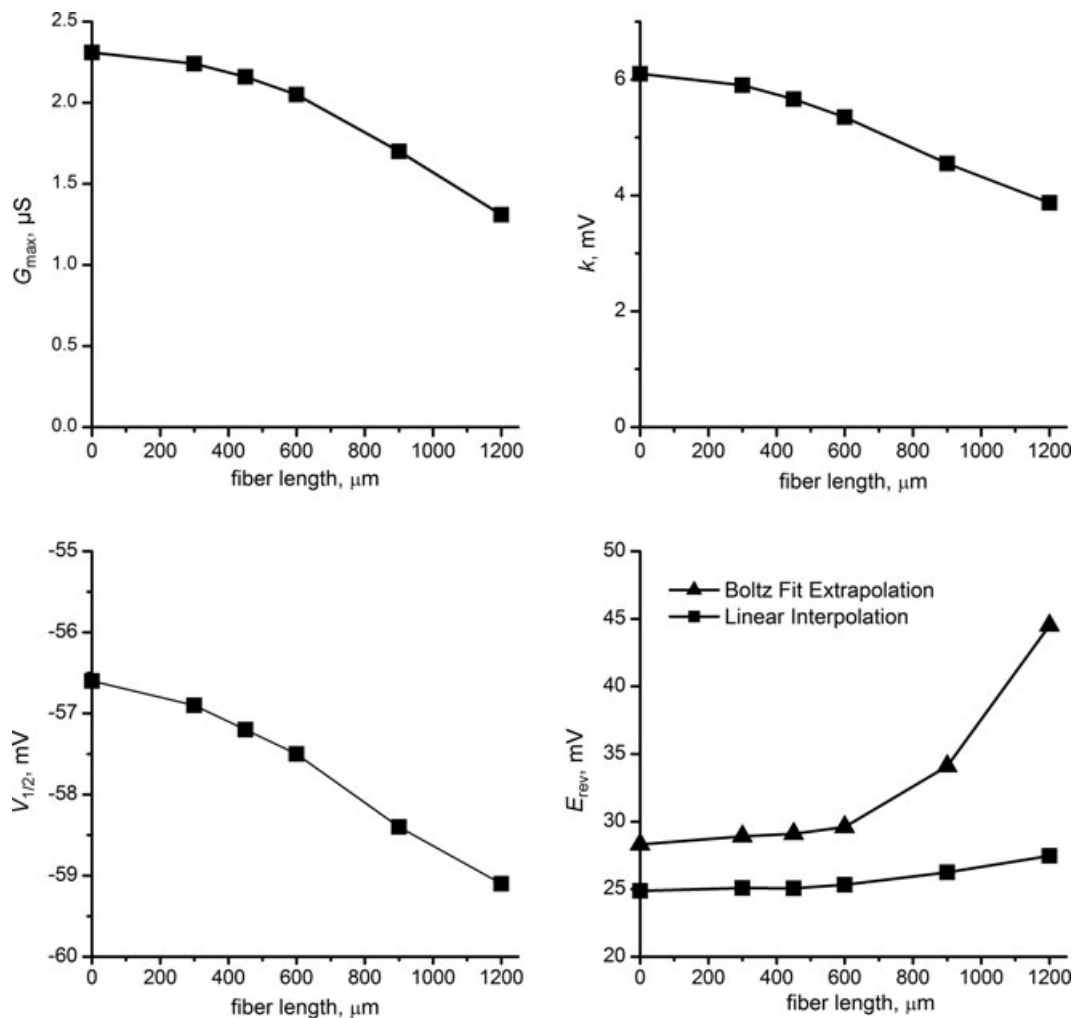 2.5
2.0
1.5
1.0
0.5
0.0
Gmax, µS
0 200 400 600 800 1000 1200
fiber length, µm
6
4
2
0
k, mV
0 200 400 600 800 1000 1200
fiber length, µm
-55
-56
-57
-58
-59
-60
V1/2, mV
0 200 400 600 800 1000 1200
fiber length, µm
50
45
40
35
30
25
20
Erev, mV
Boltz Fit Extrapolation
Linear Interpolation
0 200 400 600 800 1000 1200
fiber length, µm